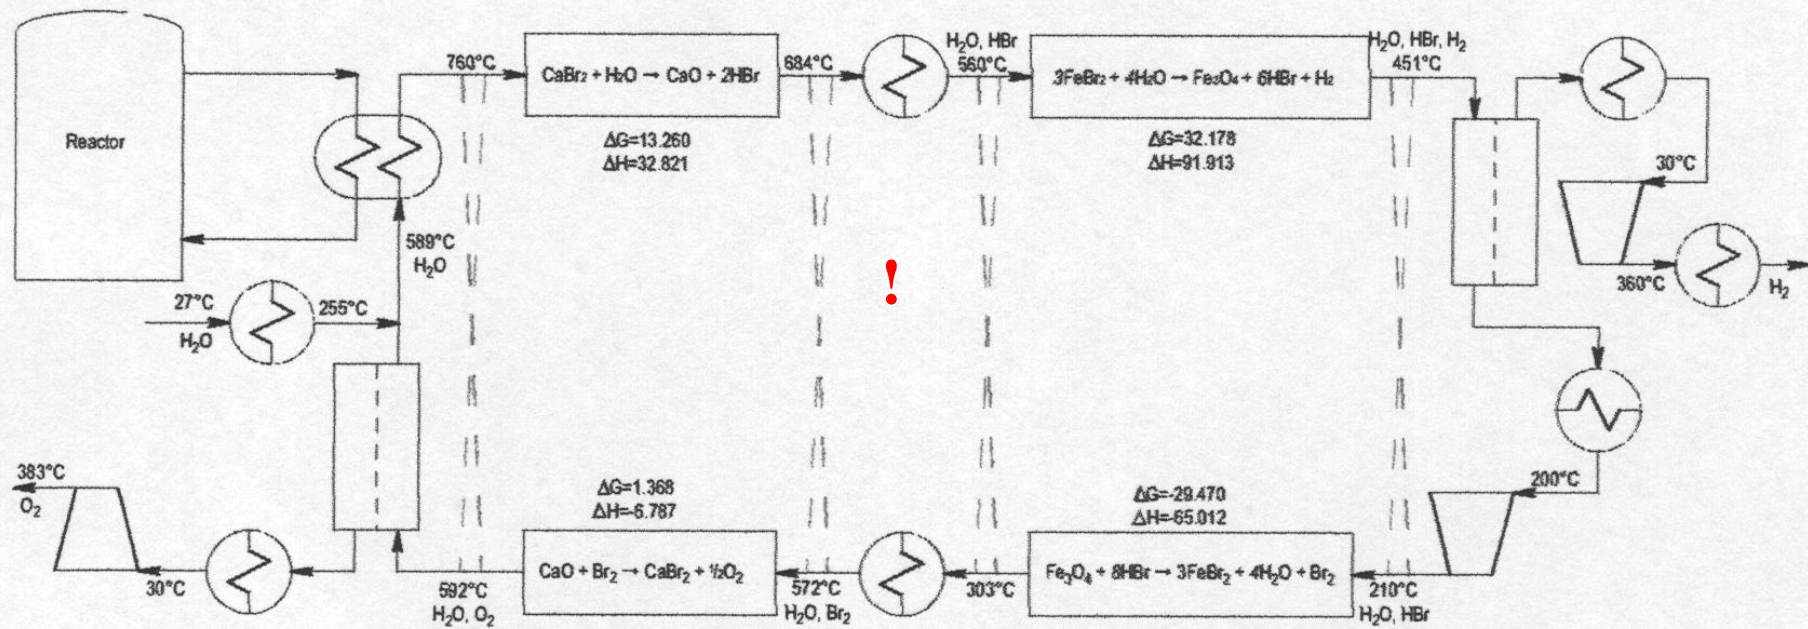 Reactor
760°C
CaBr₂ + H₂O → CaO + 2HBr
ΔG=13.260
ΔH=32.821
684°C
H₂O, HBr
560°C
3FeBr₂ + 4H₂O → Fe₃O₄ + 6HBr + H₂
ΔG=32.178
ΔH=91.913
H₂O, HBr, H₂
451°C
30°C
360°C
H₂
589°C
H₂O
27°C
H₂O
255°C
!
383°C
O₂
30°C
592°C
H₂O, O₂
ΔG=1.368
ΔH=-6.787
CaO + Br₂ → CaBr₂ + ½O₂
572°C
H₂O, Br₂
303°C
ΔG=-29.470
ΔH=-65.012
Fe₃O₄ + 8HBr → 3FeBr₂ + 4H₂O + Br₂
200°C
210°C
H₂O, HBr